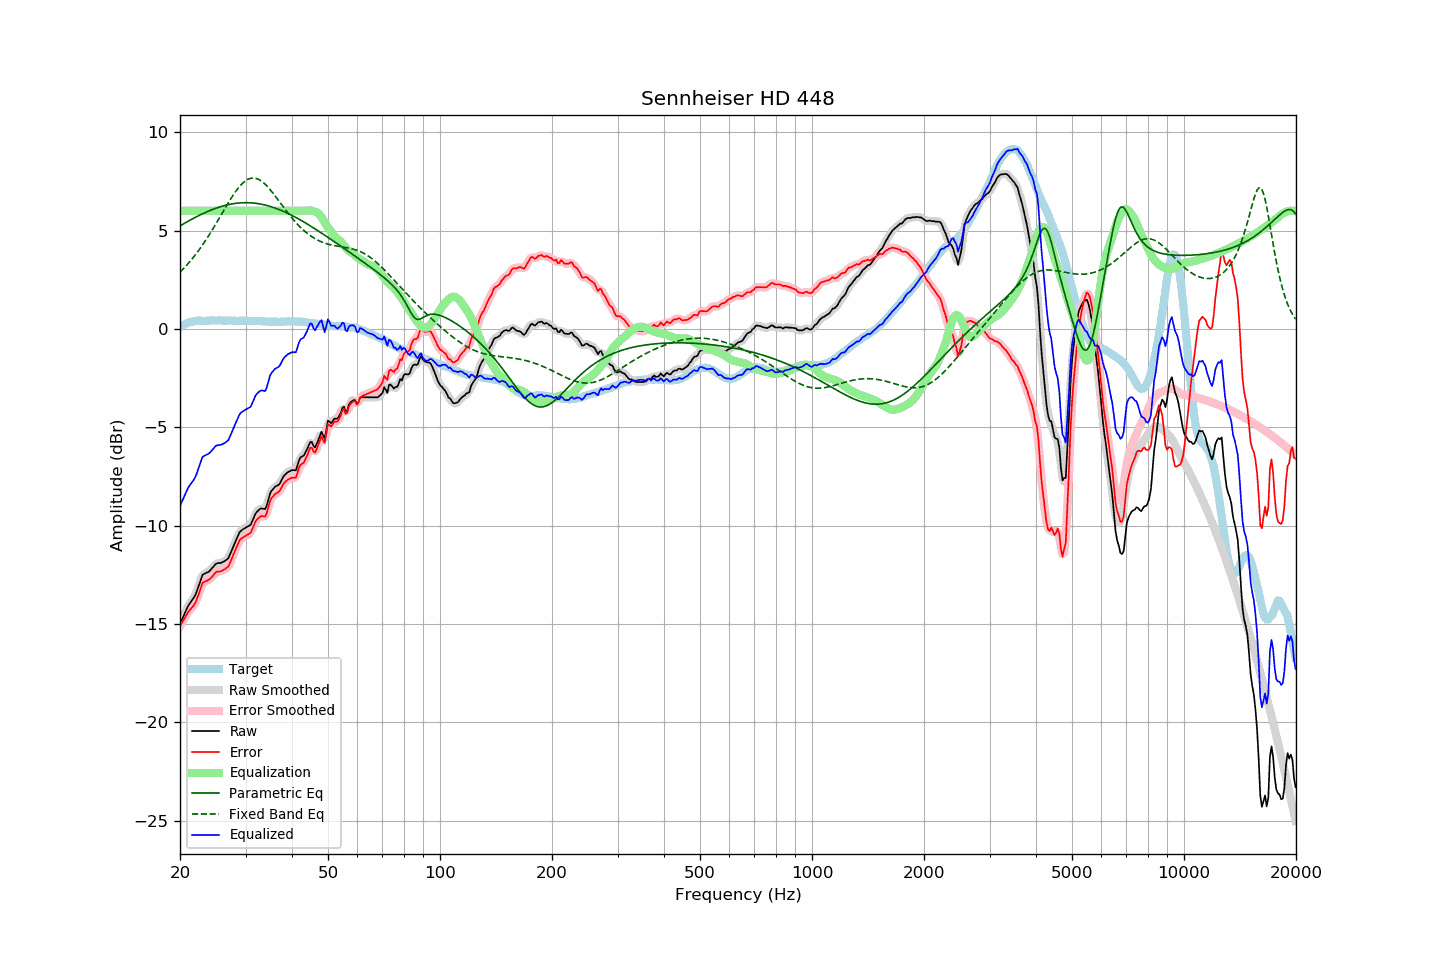 Sennheiser HD 448
Amplitude (dBr)
10
5
0
−5
−10
−15
−20
−25
Target
Raw Smoothed
Error Smoothed
Raw
Error
Equalization
Parametric Eq
Fixed Band Eq
Equalized
20 50 100 200 500 1000 2000 5000 10000 20000
Frequency (Hz)